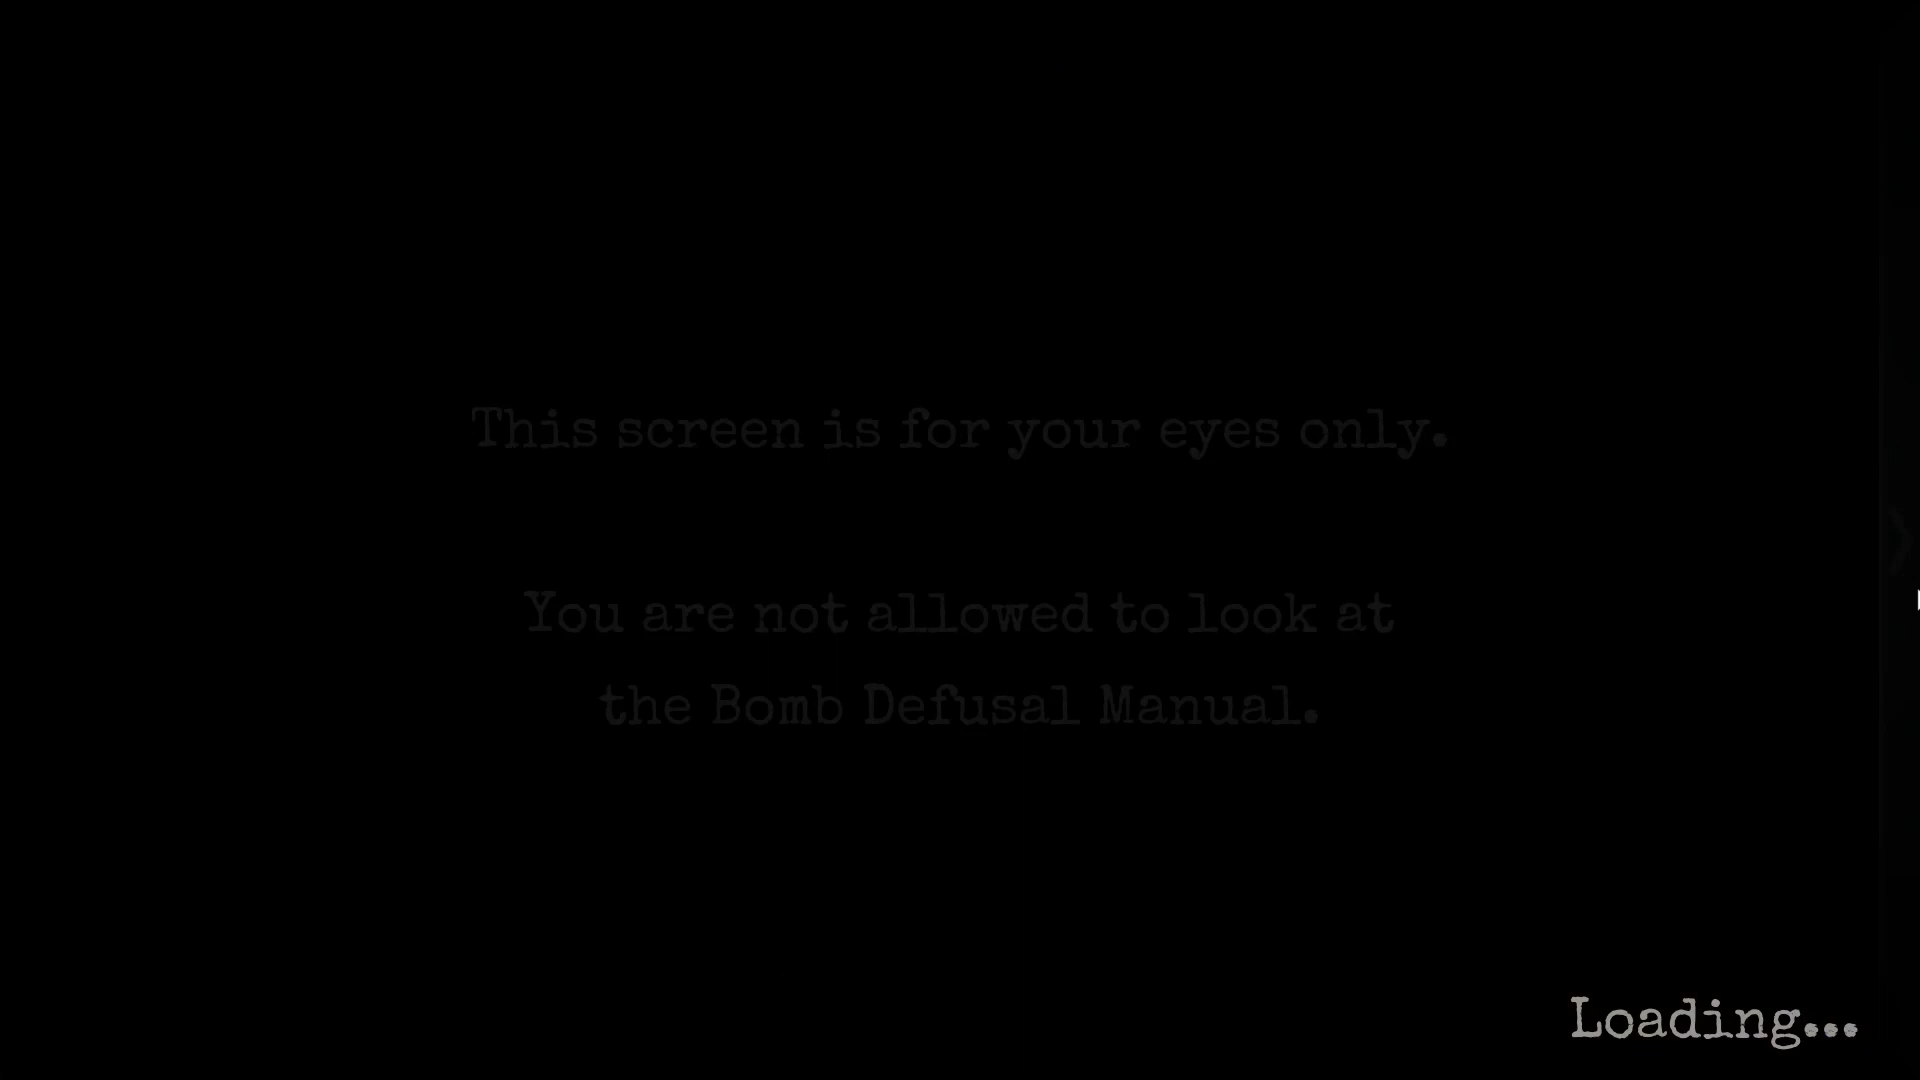 This screen is for your eyes only.
You are not allowed to look at
the Bomb Defusal Manual.
Loading...